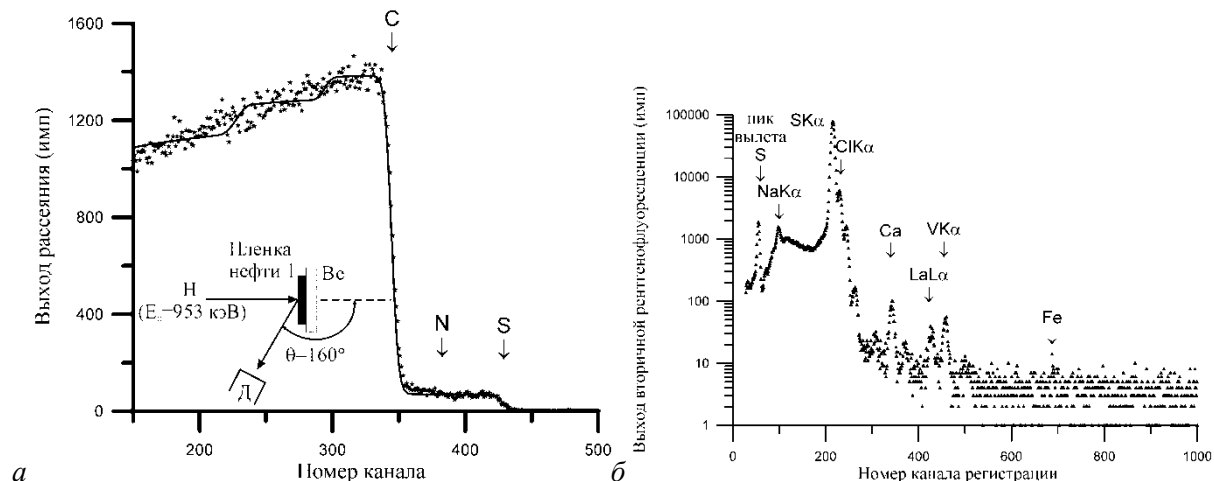 1600
1200
800
400
0
200
300
400
500
C
N
S
Пленка
нефти 1
Be
H
(E₀=953 кэВ)
θ–160°
Д
Выход рассеяния (имп)
Номер канала
а
100000
10000
1000
100
10
1
0
200
400
600
800
1000
пик
вылета
S
NaKα
SKα
ClKα
Ca
LaLα
VKα
Fe
Выход вторичной рентгенофлуоресценции (имп)
Номер канала регистрации
б